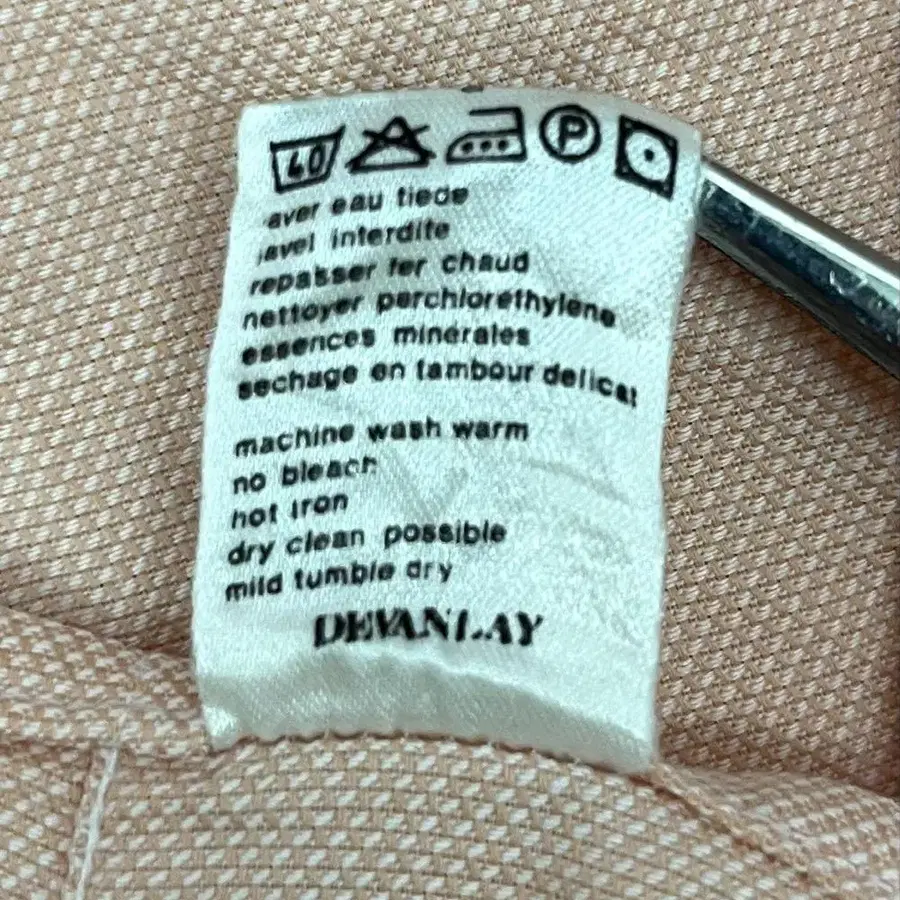 40 P
aver eau tiede
javel interdite
repasser fer chaud
nettoyer perchlorethylene
essences minerales
sechage en tambour delicat
machine wash warm
no bleach
hot iron
dry clean possible
mild tumble dry
DEVANLAY